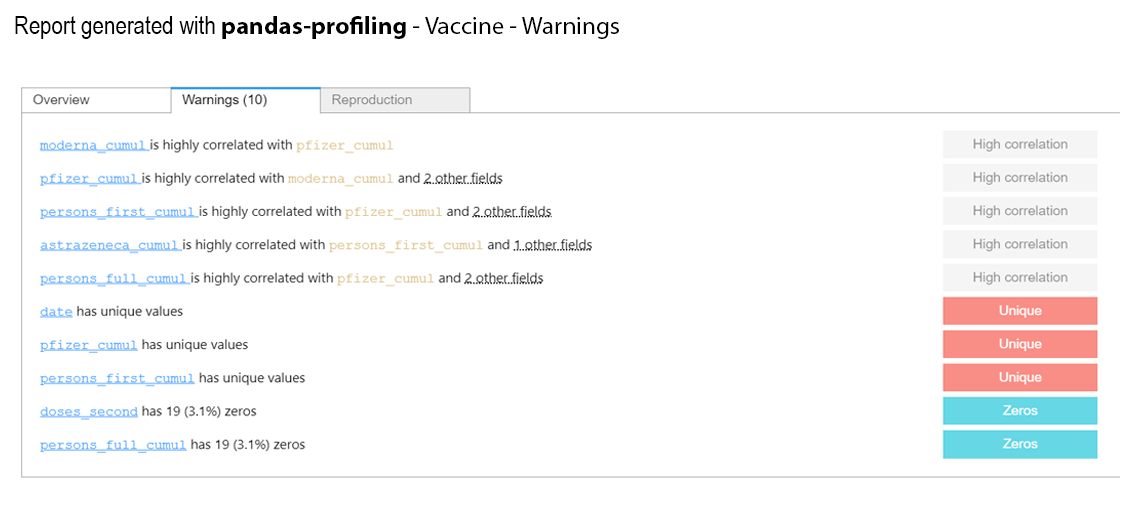 Report generated with pandas-profiling - Vaccine - Warnings
Overview Warnings (10) Reproduction
moderna_cumul is highly correlated with pfizer_cumul High correlation
pfizer_cumul is highly correlated with moderna_cumul and 2 other fields High correlation
persons_first_cumul is highly correlated with pfizer_cumul and 2 other fields High correlation
astrazeneca_cumul is highly correlated with persons_first_cumul and 1 other fields High correlation
persons_full_cumul is highly correlated with pfizer_cumul and 2 other fields High correlation
date has unique values Unique
pfizer_cumul has unique values Unique
persons_first_cumul has unique values Unique
doses_second has 19 (3.1%) zeros Zeros
persons_full_cumul has 19 (3.1%) zeros Zeros